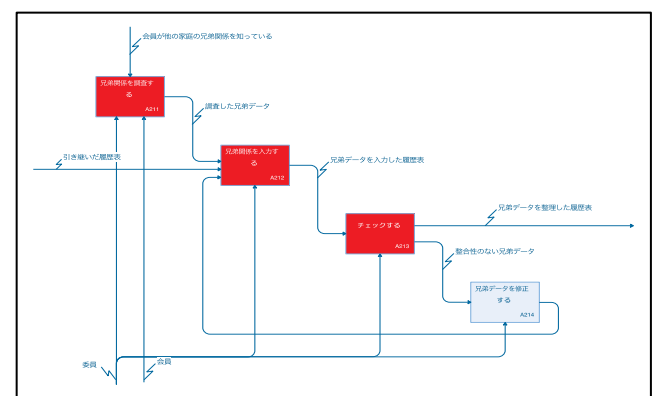 会員が他の家庭の兄弟関係を知っている
兄弟関係を調査す
る
A211
調査した兄弟データ
兄弟関係を入力す
る
A212
引き継いだ履歴表
兄弟データを入力した履歴表
チェックする
A213
兄弟データを整理した履歴表
整合性のない兄弟データ
兄弟データを修正
する
A214
委員
会員